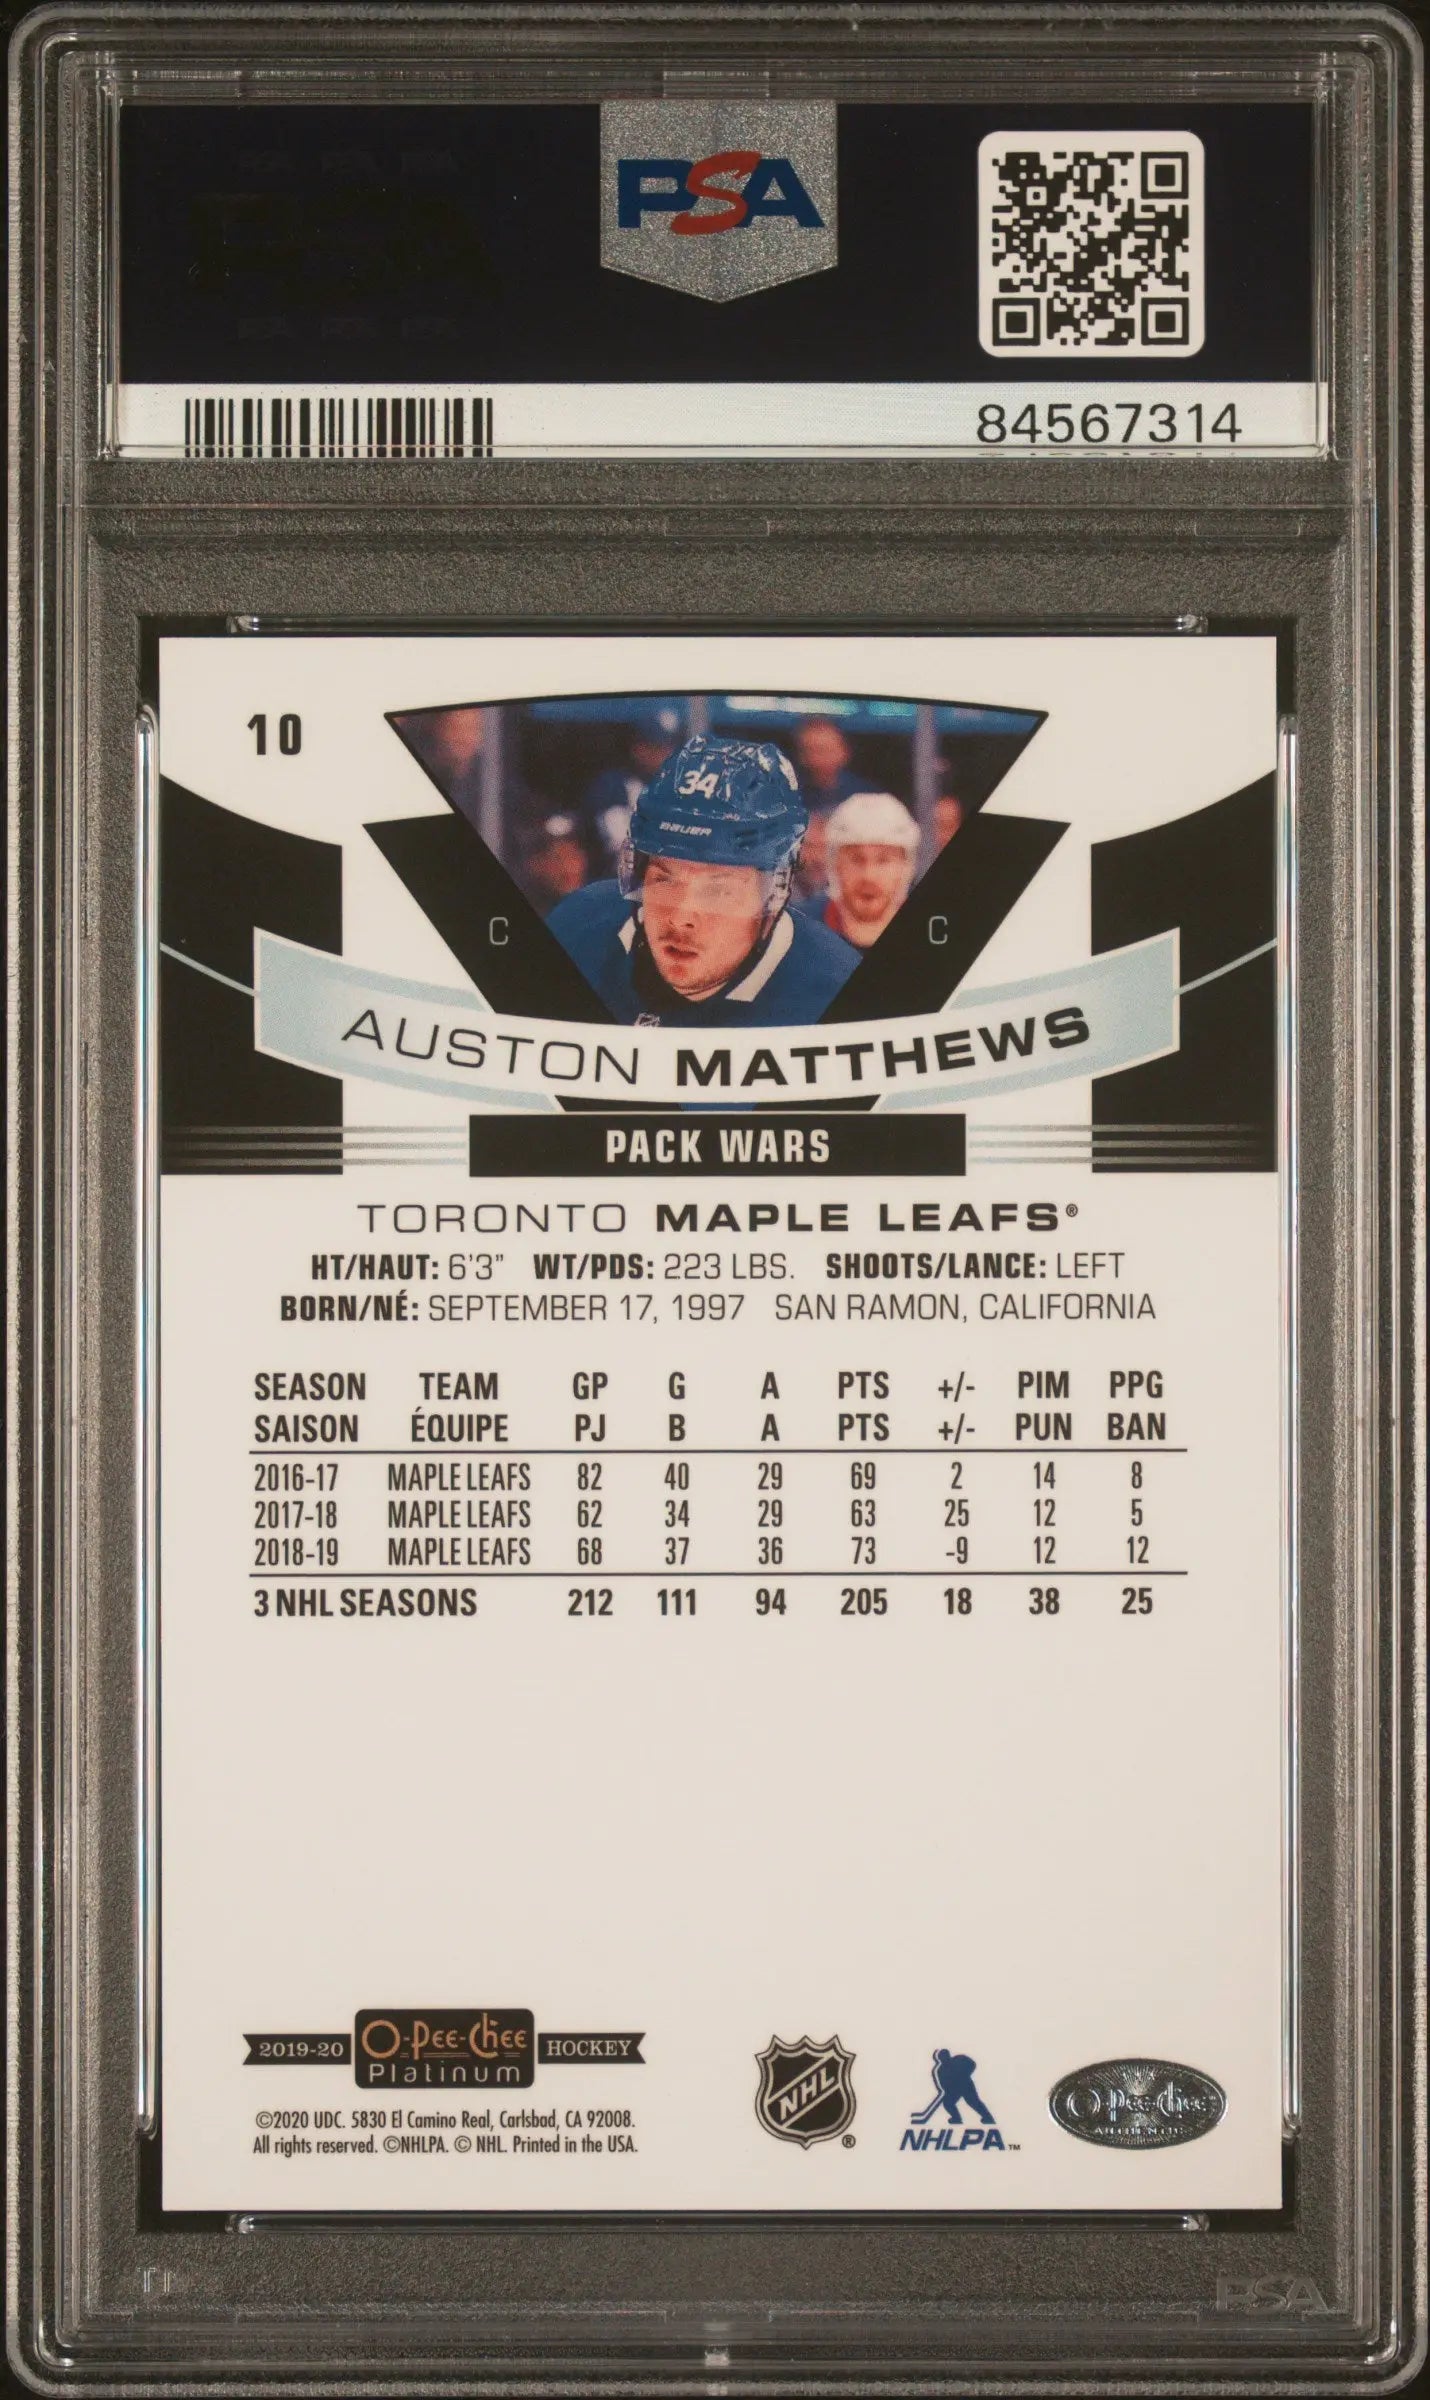 PSA
84567314
10
34
BAUER
C C
AUSTON MATTHEWS
PACK WARS
TORONTO MAPLE LEAFS®
HT/HAUT: 6'3" WT/PDS: 223 LBS. SHOOTS/LANCE: LEFT
BORN/NÉ: SEPTEMBER 17, 1997 SAN RAMON, CALIFORNIA
SEASON TEAM GP G A PTS +/- PIM PPG
SAISON ÉQUIPE PJ B A PTS +/- PUN BAN
2016-17 MAPLE LEAFS 82 40 29 69 2 14 8
2017-18 MAPLE LEAFS 62 34 29 63 25 12 5
2018-19 MAPLE LEAFS 68 37 36 73 -9 12 12
3 NHL SEASONS 212 111 94 205 18 38 25
2019-20 O-Pee-Chee Platinum HOCKEY
©2020 UDC. 5830 El Camino Real, Carlsbad, CA 92008.
All rights reserved. ©NHLPA. © NHL. Printed in the USA.
NHL ®
NHLPA™
O-Pee-Chee
AUTHENTIC
PSA